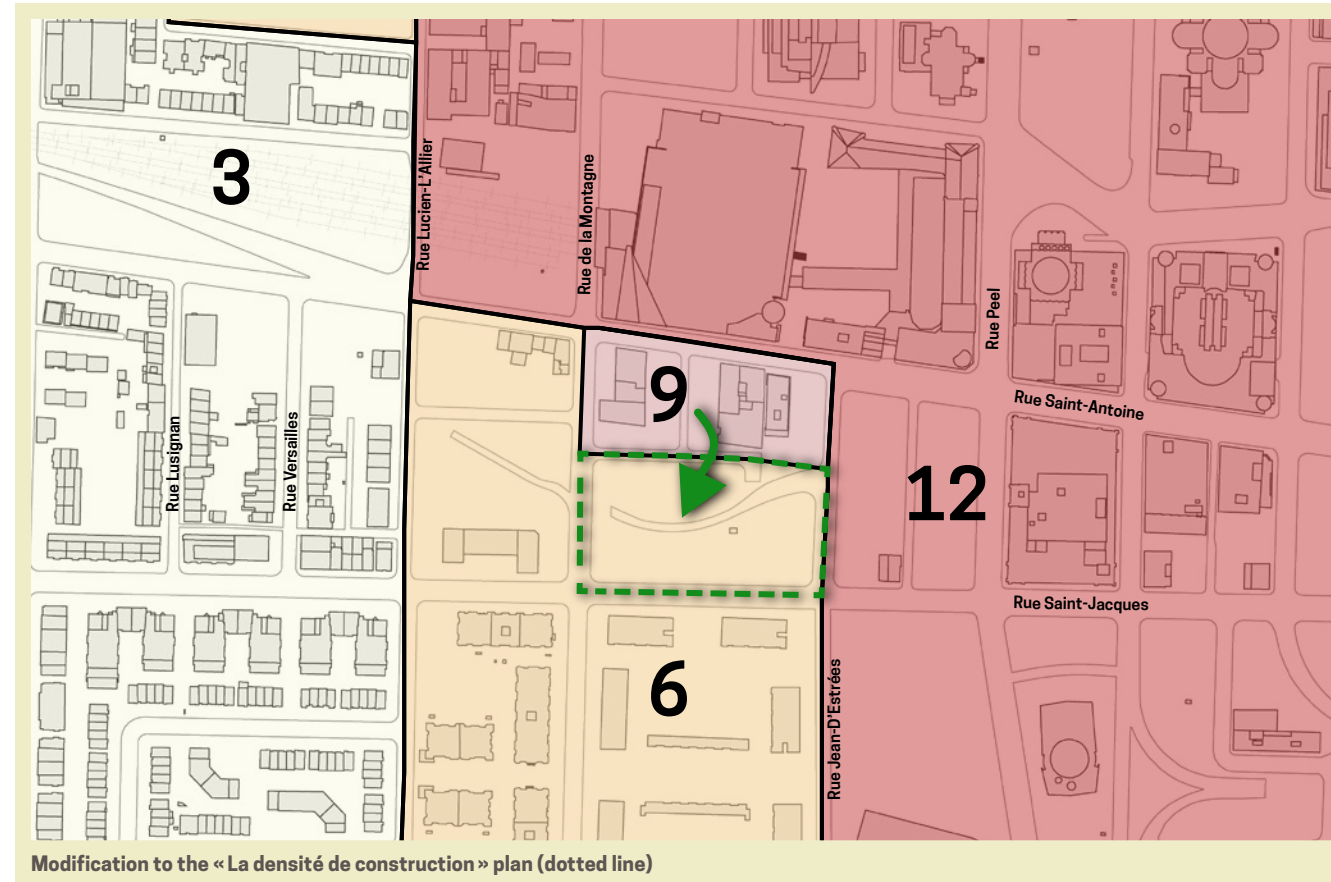 3
Rue Lucien-L'Allier
Rue de la Montagne
Rue Peel
9
Rue Saint-Antoine
Rue Lusignan
Rue Versailles
12
Rue Saint-Jacques
6
Rue Jean-D'Estrées
Modification to the « La densité de construction » plan (dotted line)